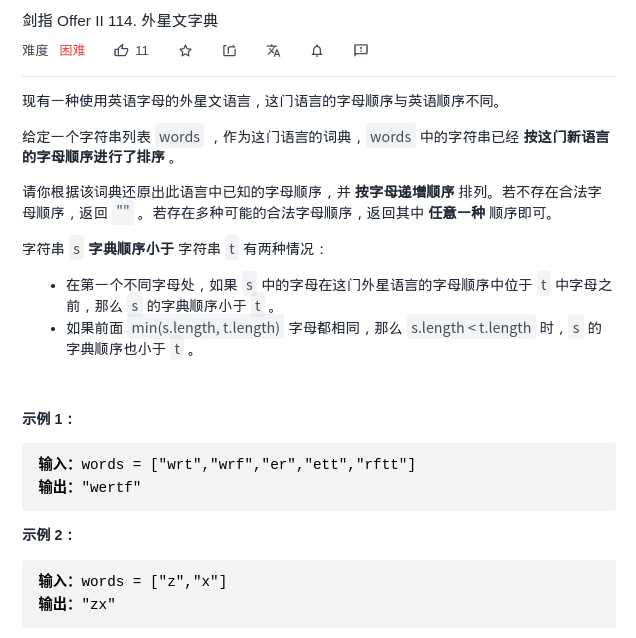 剑指 Offer II 114. 外星文字典
难度 困难 11
现有一种使用英语字母的外星文语言，这门语言的字母顺序与英语顺序不同。
给定一个字符串列表 words ，作为这门语言的词典，words 中的字符串已经 按这门新语言
的字母顺序进行了排序 。
请你根据该词典还原出此语言中已知的字母顺序，并 按字母递增顺序 排列。若不存在合法字
母顺序，返回 "" 。若存在多种可能的合法字母顺序，返回其中 任意一种 顺序即可。
字符串 s 字典顺序小于 字符串 t 有两种情况：
• 在第一个不同字母处，如果 s 中的字母在这门外星语言的字母顺序中位于 t 中字母之
前，那么 s 的字典顺序小于 t 。
• 如果前面 min(s.length, t.length) 字母都相同，那么 s.length < t.length 时，s 的
字典顺序也小于 t 。
示例 1：
输入：words = ["wrt","wrf","er","ett","rftt"]
输出："wertf"
示例 2：
输入：words = ["z","x"]
输出："zx"